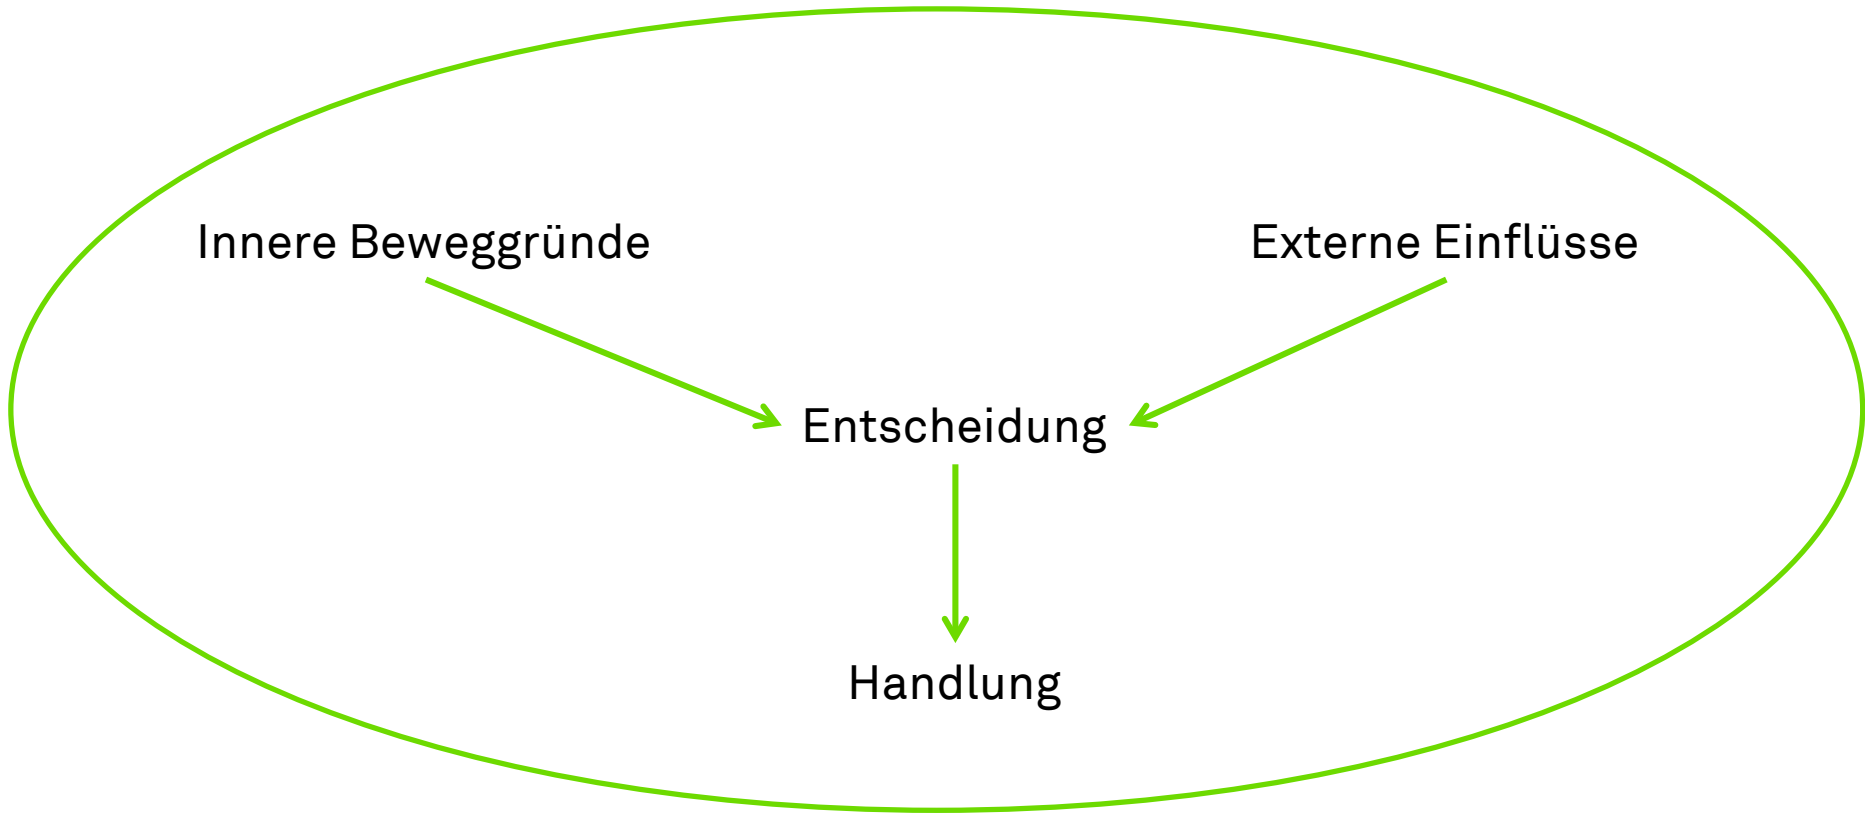 Innere Beweggründe
Externe Einflüsse
Entscheidung
Handlung